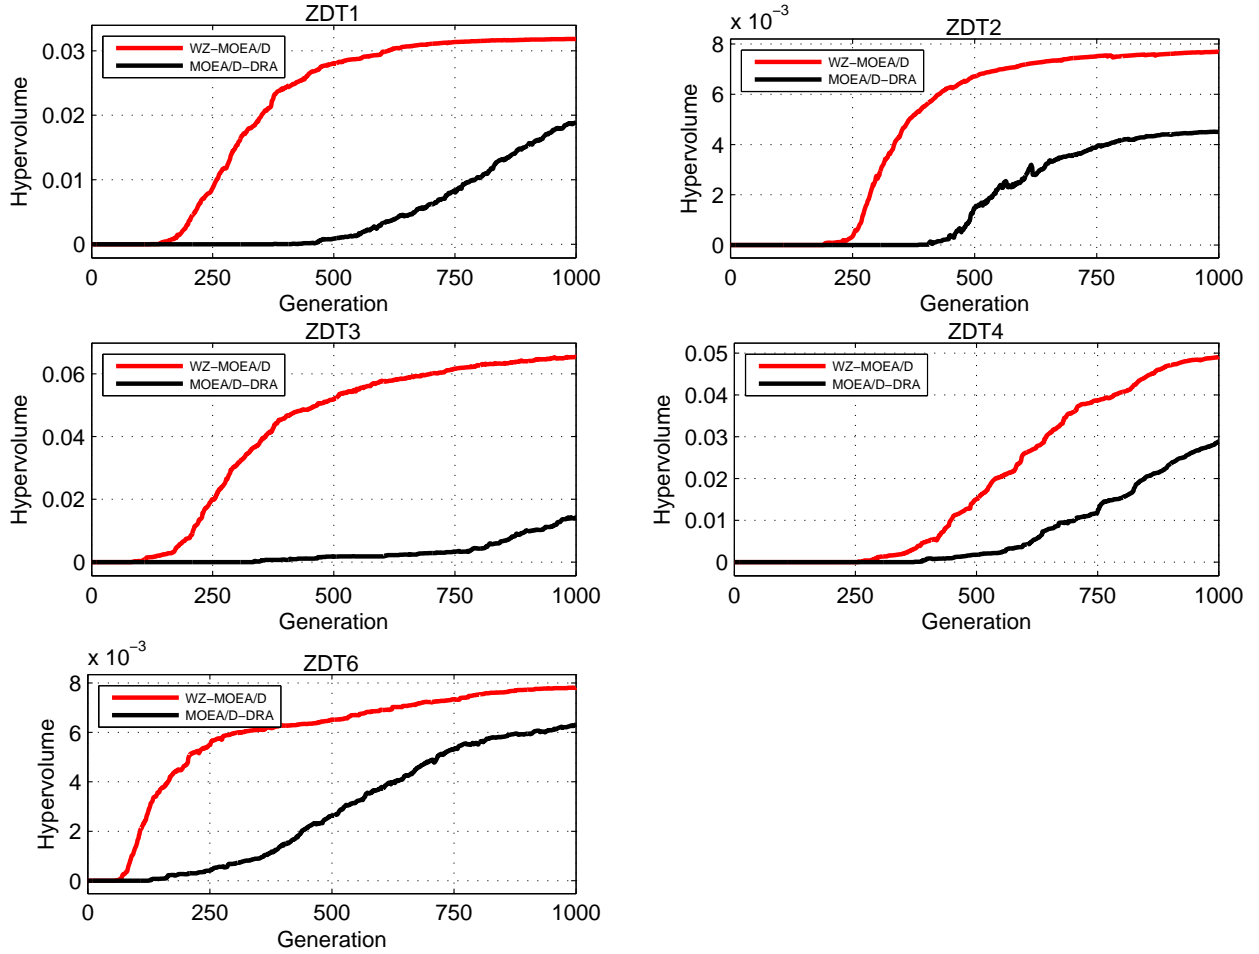 ZDT1
Hypervolume
0.03
0.02
0.01
0
WZ−MOEA/D
MOEA/D−DRA
0 250 500 750 1000
Generation
x 10−3
ZDT2
Hypervolume
8
6
4
2
0
WZ−MOEA/D
MOEA/D−DRA
0 250 500 750 1000
Generation
ZDT3
Hypervolume
0.06
0.04
0.02
0
WZ−MOEA/D
MOEA/D−DRA
0 250 500 750 1000
Generation
ZDT4
Hypervolume
0.05
0.04
0.03
0.02
0.01
0
WZ−MOEA/D
MOEA/D−DRA
0 250 500 750 1000
Generation
x 10−3
ZDT6
Hypervolume
8
6
4
2
0
WZ−MOEA/D
MOEA/D−DRA
0 250 500 750 1000
Generation